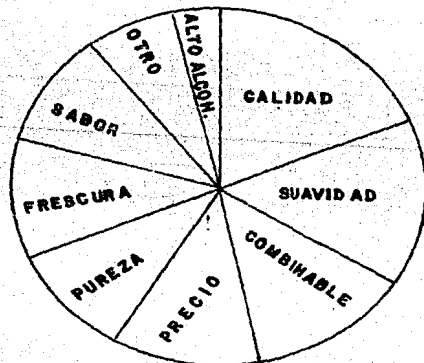 CALIDAD
SUAVIDAD
COMBINABLE
PRECIO
PUREZA
FRESCURA
SABOR
OTRO
ALTO ALCOH.